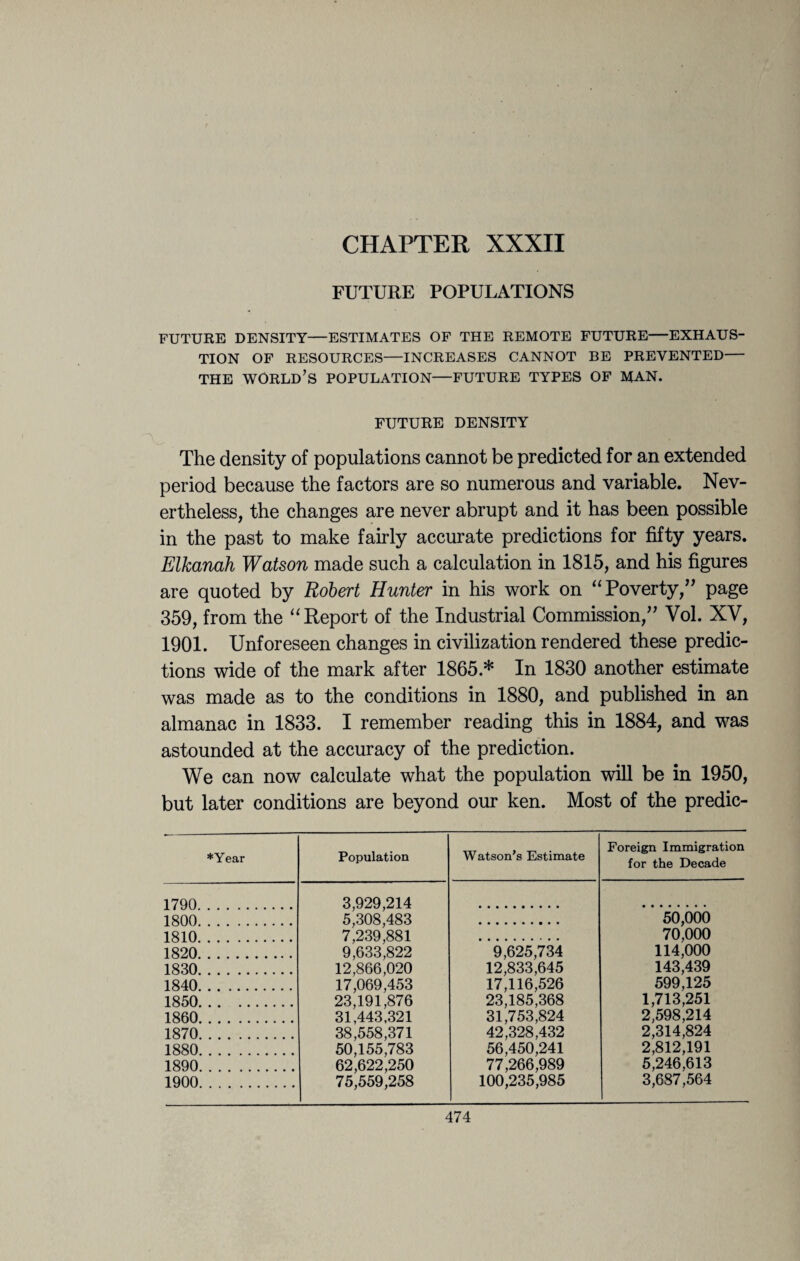 CHAPTER XXXII
FUTURE POPULATIONS
FUTURE DENSITY—ESTIMATES OF THE REMOTE FUTURE—EXHAUS-
TION OF RESOURCES—INCREASES CANNOT BE PREVENTED—
THE WORLD'S POPULATION—FUTURE TYPES OF MAN.
FUTURE DENSITY
The density of populations cannot be predicted for an extended
period because the factors are so numerous and variable. Nev-
ertheless, the changes are never abrupt and it has been possible
in the past to make fairly accurate predictions for fifty years.
Elkanah Watson made such a calculation in 1815, and his figures
are quoted by Robert Hunter in his work on “Poverty,” page
359, from the “Report of the Industrial Commission,” Vol. XV,
1901. Unforeseen changes in civilization rendered these predic-
tions wide of the mark after 1865.* In 1830 another estimate
was made as to the conditions in 1880, and published in an
almanac in 1833. I remember reading this in 1884, and was
astounded at the accuracy of the prediction.
We can now calculate what the population will be in 1950,
but later conditions are beyond our ken. Most of the predic-
*Year Population Watson's Estimate Foreign Immigration for the Decade
1790............ 3,929,214 .......... ........
1800............ 5,308,483 .......... 50,000
1810............ 7,239,881 .......... 70,000
1820............ 9,633,822 9,625,734 114,000
1830............ 12,866,020 12,833,645 143,439
1840............ 17,069,453 17,116,526 599,125
1850... ....... 23,191,876 23,185,368 1,713,251
1860............ 31,443,321 31,753,824 2,598,214
1870............ 38,558,371 42,328,432 2,314,824
1880............ 50,155,783 56,450,241 2,812,191
1890............ 62,622,250 77,266,989 5,246,613
1900............ 75,559,258 100,235,985 3,687,564
474